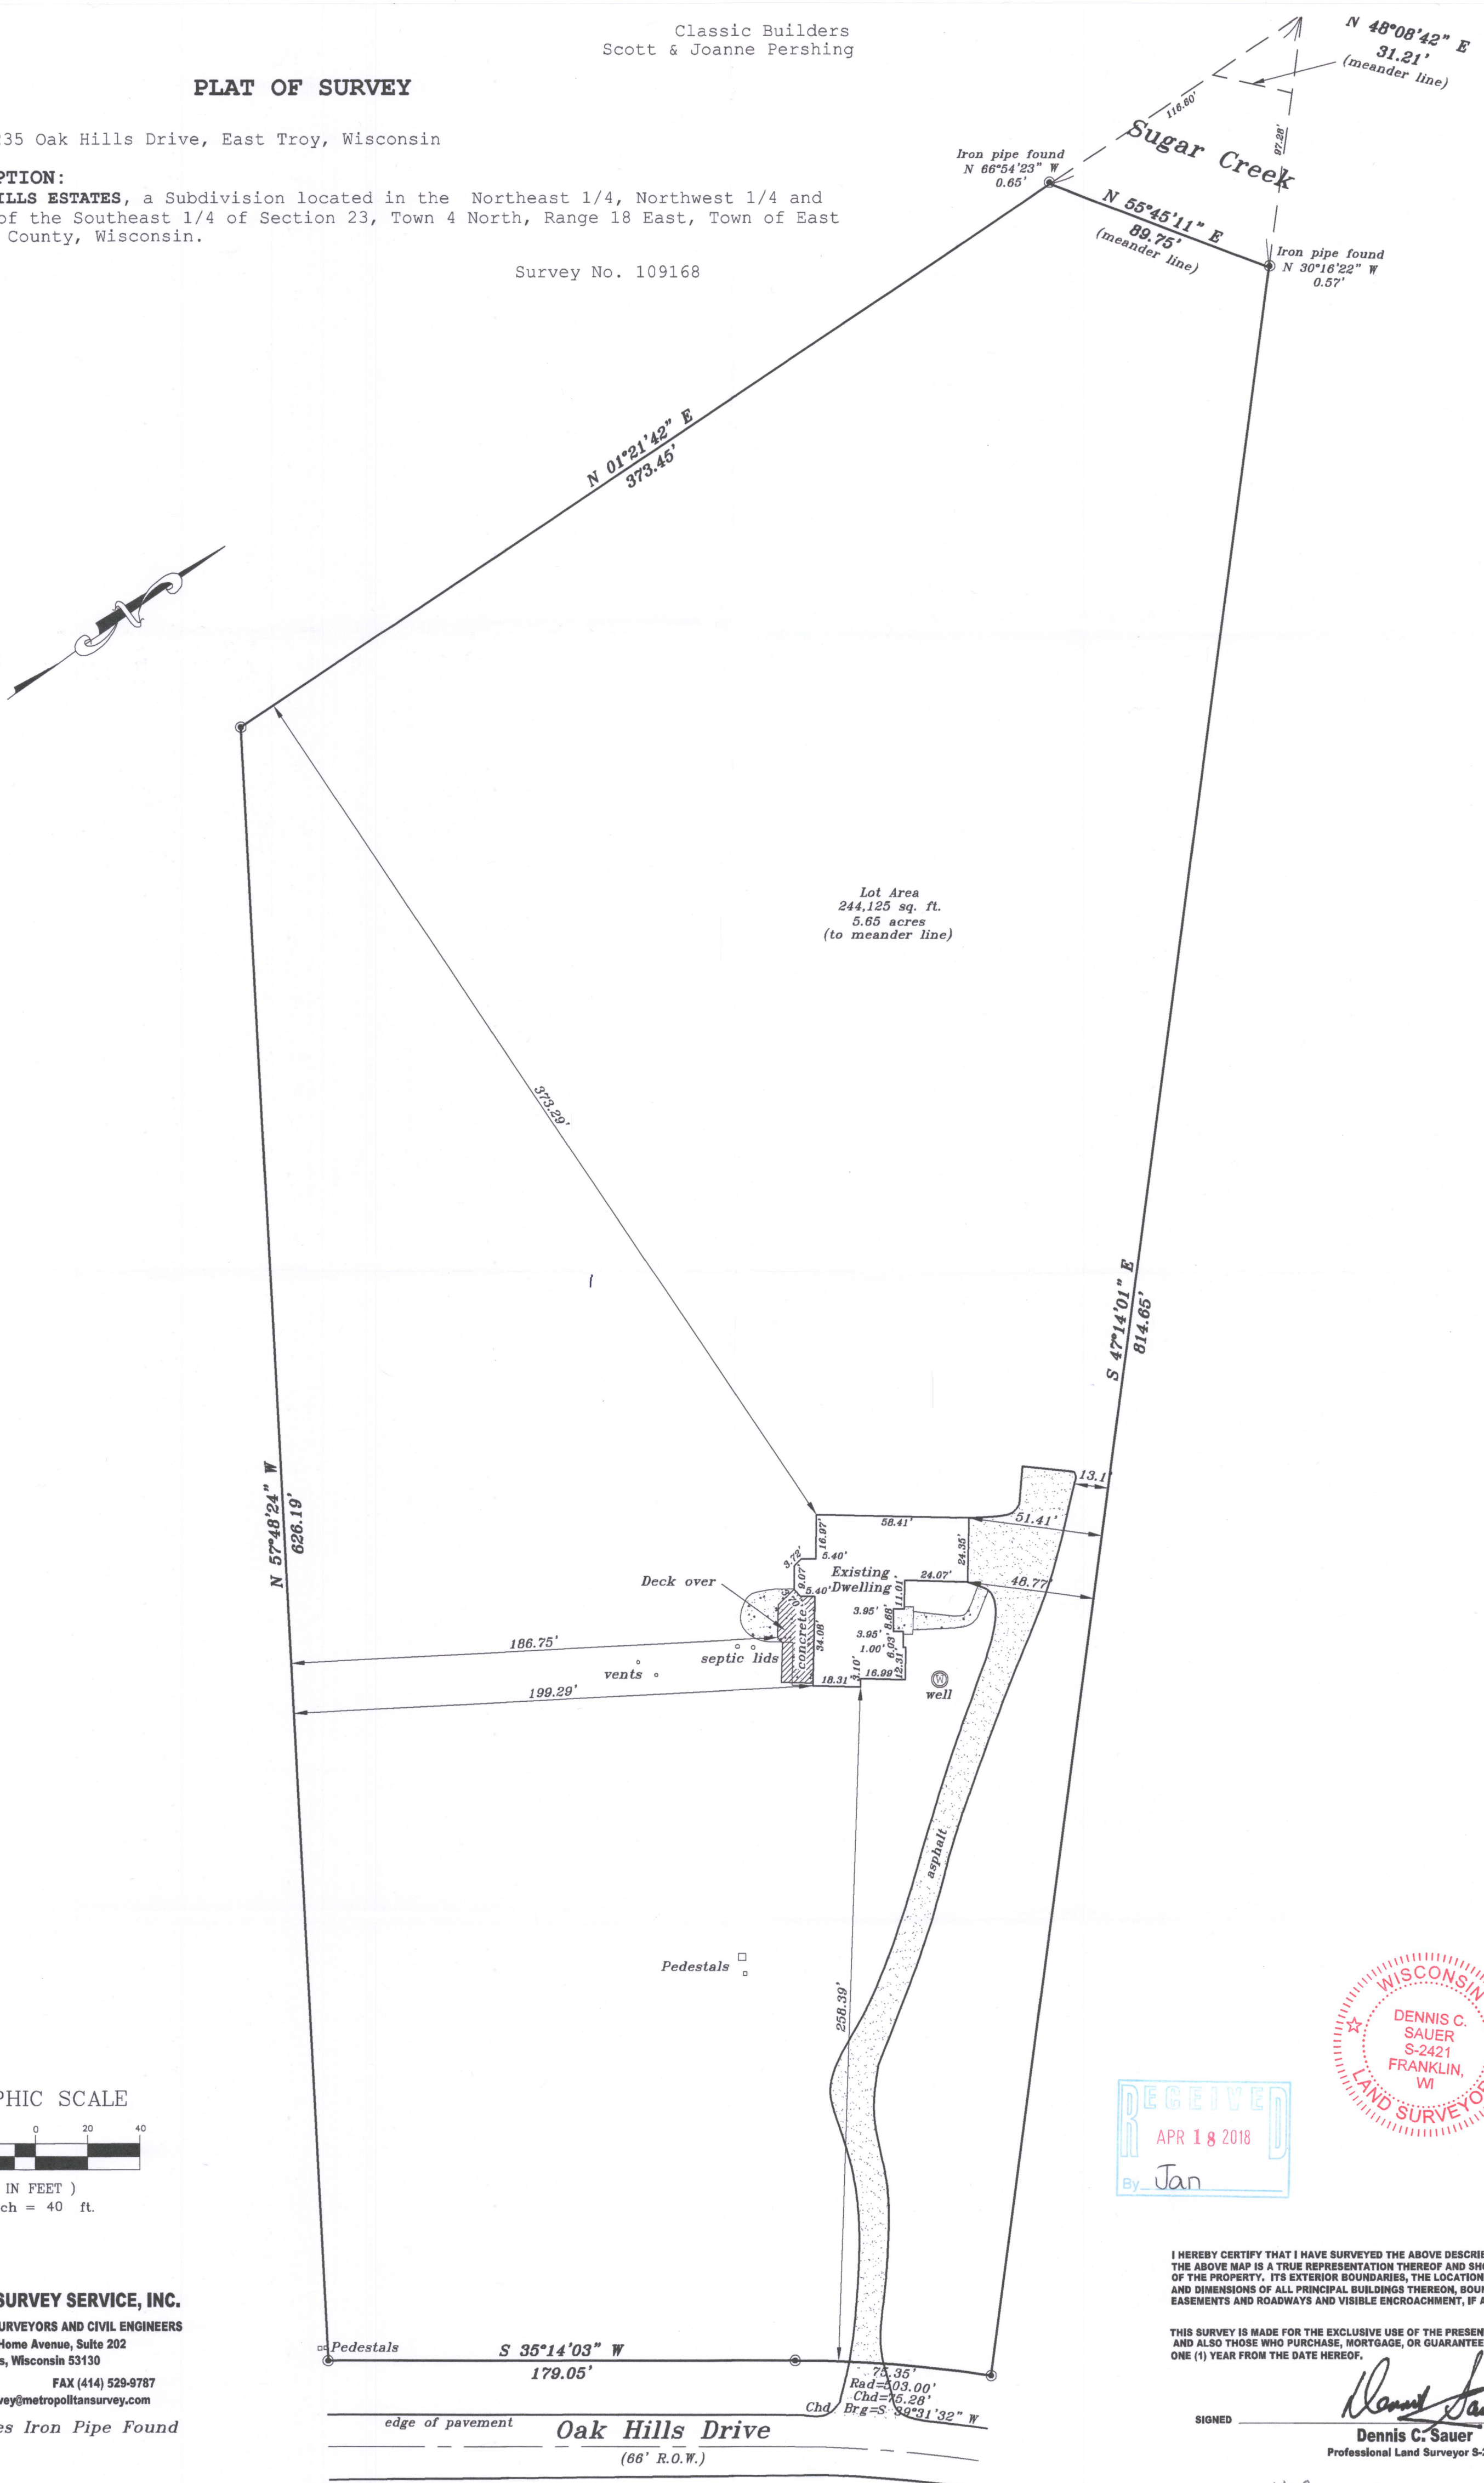 Classic Builders
Scott & Joanne Pershing
PLAT OF SURVEY
35 Oak Hills Drive, East Troy, Wisconsin
PTION:
ILLS ESTATES, a Subdivision located in the Northeast 1/4, Northwest 1/4 and
of the Southeast 1/4 of Section 23, Town 4 North, Range 18 East, Town of East
County, Wisconsin.
Survey No. 109168
N 48°08'42" E
31.21'
(meander line)
116.60'
97.28'
Sugar Creek
Iron pipe found
N 66°54'23" W
0.65'
N 55°45'11" E
89.75'
(meander line)
Iron pipe found
N 30°16'22" W
0.57'
N 01°21'42" E
373.45'
N
Lot Area
244,125 sq. ft.
5.65 acres
(to meander line)
373.29'
S 47°14'01" E
814.65'
N 57°48'24" W
626.19'
13.1'
51.41'
58.41'
16.97'
24.35'
3.72'
5.40'
9.07'
Existing
Dwelling
24.07'
11.01
48.77'
Deck over
5.40'
3.95'
8.68'
concrete
34.08'
3.95'
6.03'
1.00'
12.31'
186.75'
septic lids
vents
18.31'
3.10'
16.99'
W
well
199.29'
asphalt
Pedestals
258.39'
PHIC SCALE
0 20 40
IN FEET )
ch = 40 ft.
WISCONSIN
DENNIS C.
SAUER
S-2421
FRANKLIN,
WI
LAND SURVEYOR
RECEIVED
APR 18 2018
By Jan
SURVEY SERVICE, INC.
URVEYORS AND CIVIL ENGINEERS
Home Avenue, Suite 202
s, Wisconsin 53130
FAX (414) 529-9787
vey@metropolitansurvey.com
es Iron Pipe Found
Pedestals
S 35°14'03" W
179.05'
75.35'
Rad=503.00'
Chd=75.28'
Chd Brg=S 39°31'32" W
edge of pavement
Oak Hills Drive
(66' R.O.W.)
I HEREBY CERTIFY THAT I HAVE SURVEYED THE ABOVE DESCRIBE
THE ABOVE MAP IS A TRUE REPRESENTATION THEREOF AND SH
OF THE PROPERTY. ITS EXTERIOR BOUNDARIES, THE LOCATION
AND DIMENSIONS OF ALL PRINCIPAL BUILDINGS THEREON, BOU
EASEMENTS AND ROADWAYS AND VISIBLE ENCROACHMENT, IF A
THIS SURVEY IS MADE FOR THE EXCLUSIVE USE OF THE PRESEN
AND ALSO THOSE WHO PURCHASE, MORTGAGE, OR GUARANTEE
ONE (1) YEAR FROM THE DATE HEREOF.
SIGNED
Dennis C. Sauer
Professional Land Surveyor S-